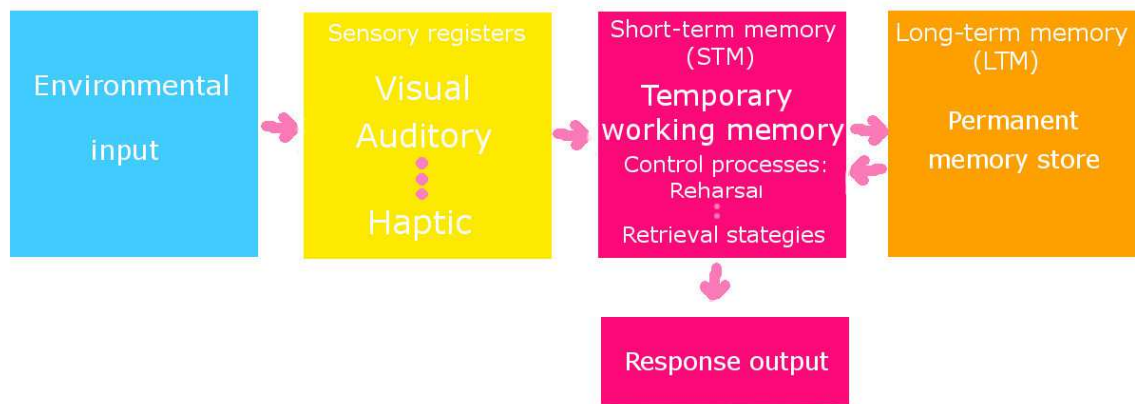 Environmental
input
Sensory registers
Visual
Auditory
Haptic
Short-term memory
(STM)
Temporary
working memory
Control processes:
Reharsal
Retrieval stategies
Long-term memory
(LTM)
Permanent
memory store
Response output